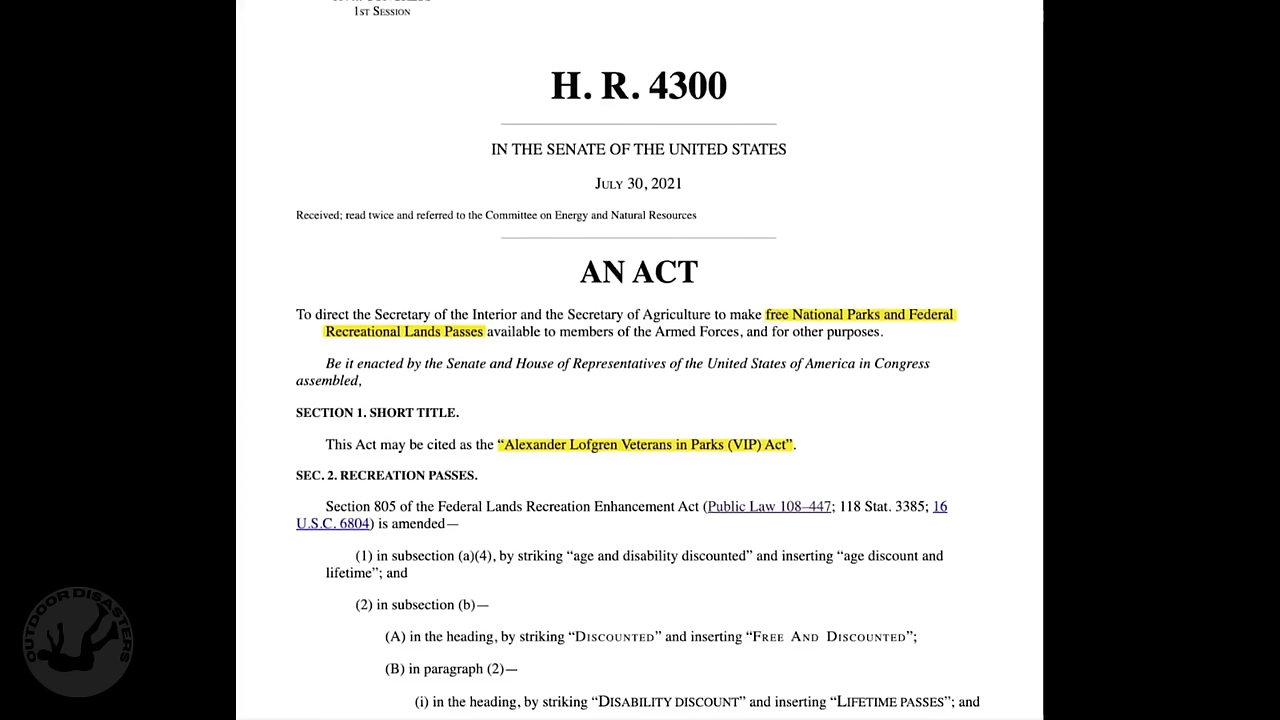 1ST SESSION
H. R. 4300
IN THE SENATE OF THE UNITED STATES
JULY 30, 2021
Received; read twice and referred to the Committee on Energy and Natural Resources
AN ACT
To direct the Secretary of the Interior and the Secretary of Agriculture to make free National Parks and Federal
Recreational Lands Passes available to members of the Armed Forces, and for other purposes.
Be it enacted by the Senate and House of Representatives of the United States of America in Congress
assembled,
SECTION 1. SHORT TITLE.
This Act may be cited as the “Alexander Lofgren Veterans in Parks (VIP) Act”.
SEC. 2. RECREATION PASSES.
Section 805 of the Federal Lands Recreation Enhancement Act (Public Law 108–447; 118 Stat. 3385; 16
U.S.C. 6804) is amended—
(1) in subsection (a)(4), by striking “age and disability discounted” and inserting “age discount and
lifetime”; and
(2) in subsection (b)—
(A) in the heading, by striking “DISCOUNTED” and inserting “FREE AND DISCOUNTED”;
(B) in paragraph (2)—
(i) in the heading, by striking “DISABILITY DISCOUNT” and inserting “LIFETIME PASSES”; and
OUTDOOR DISASTERS